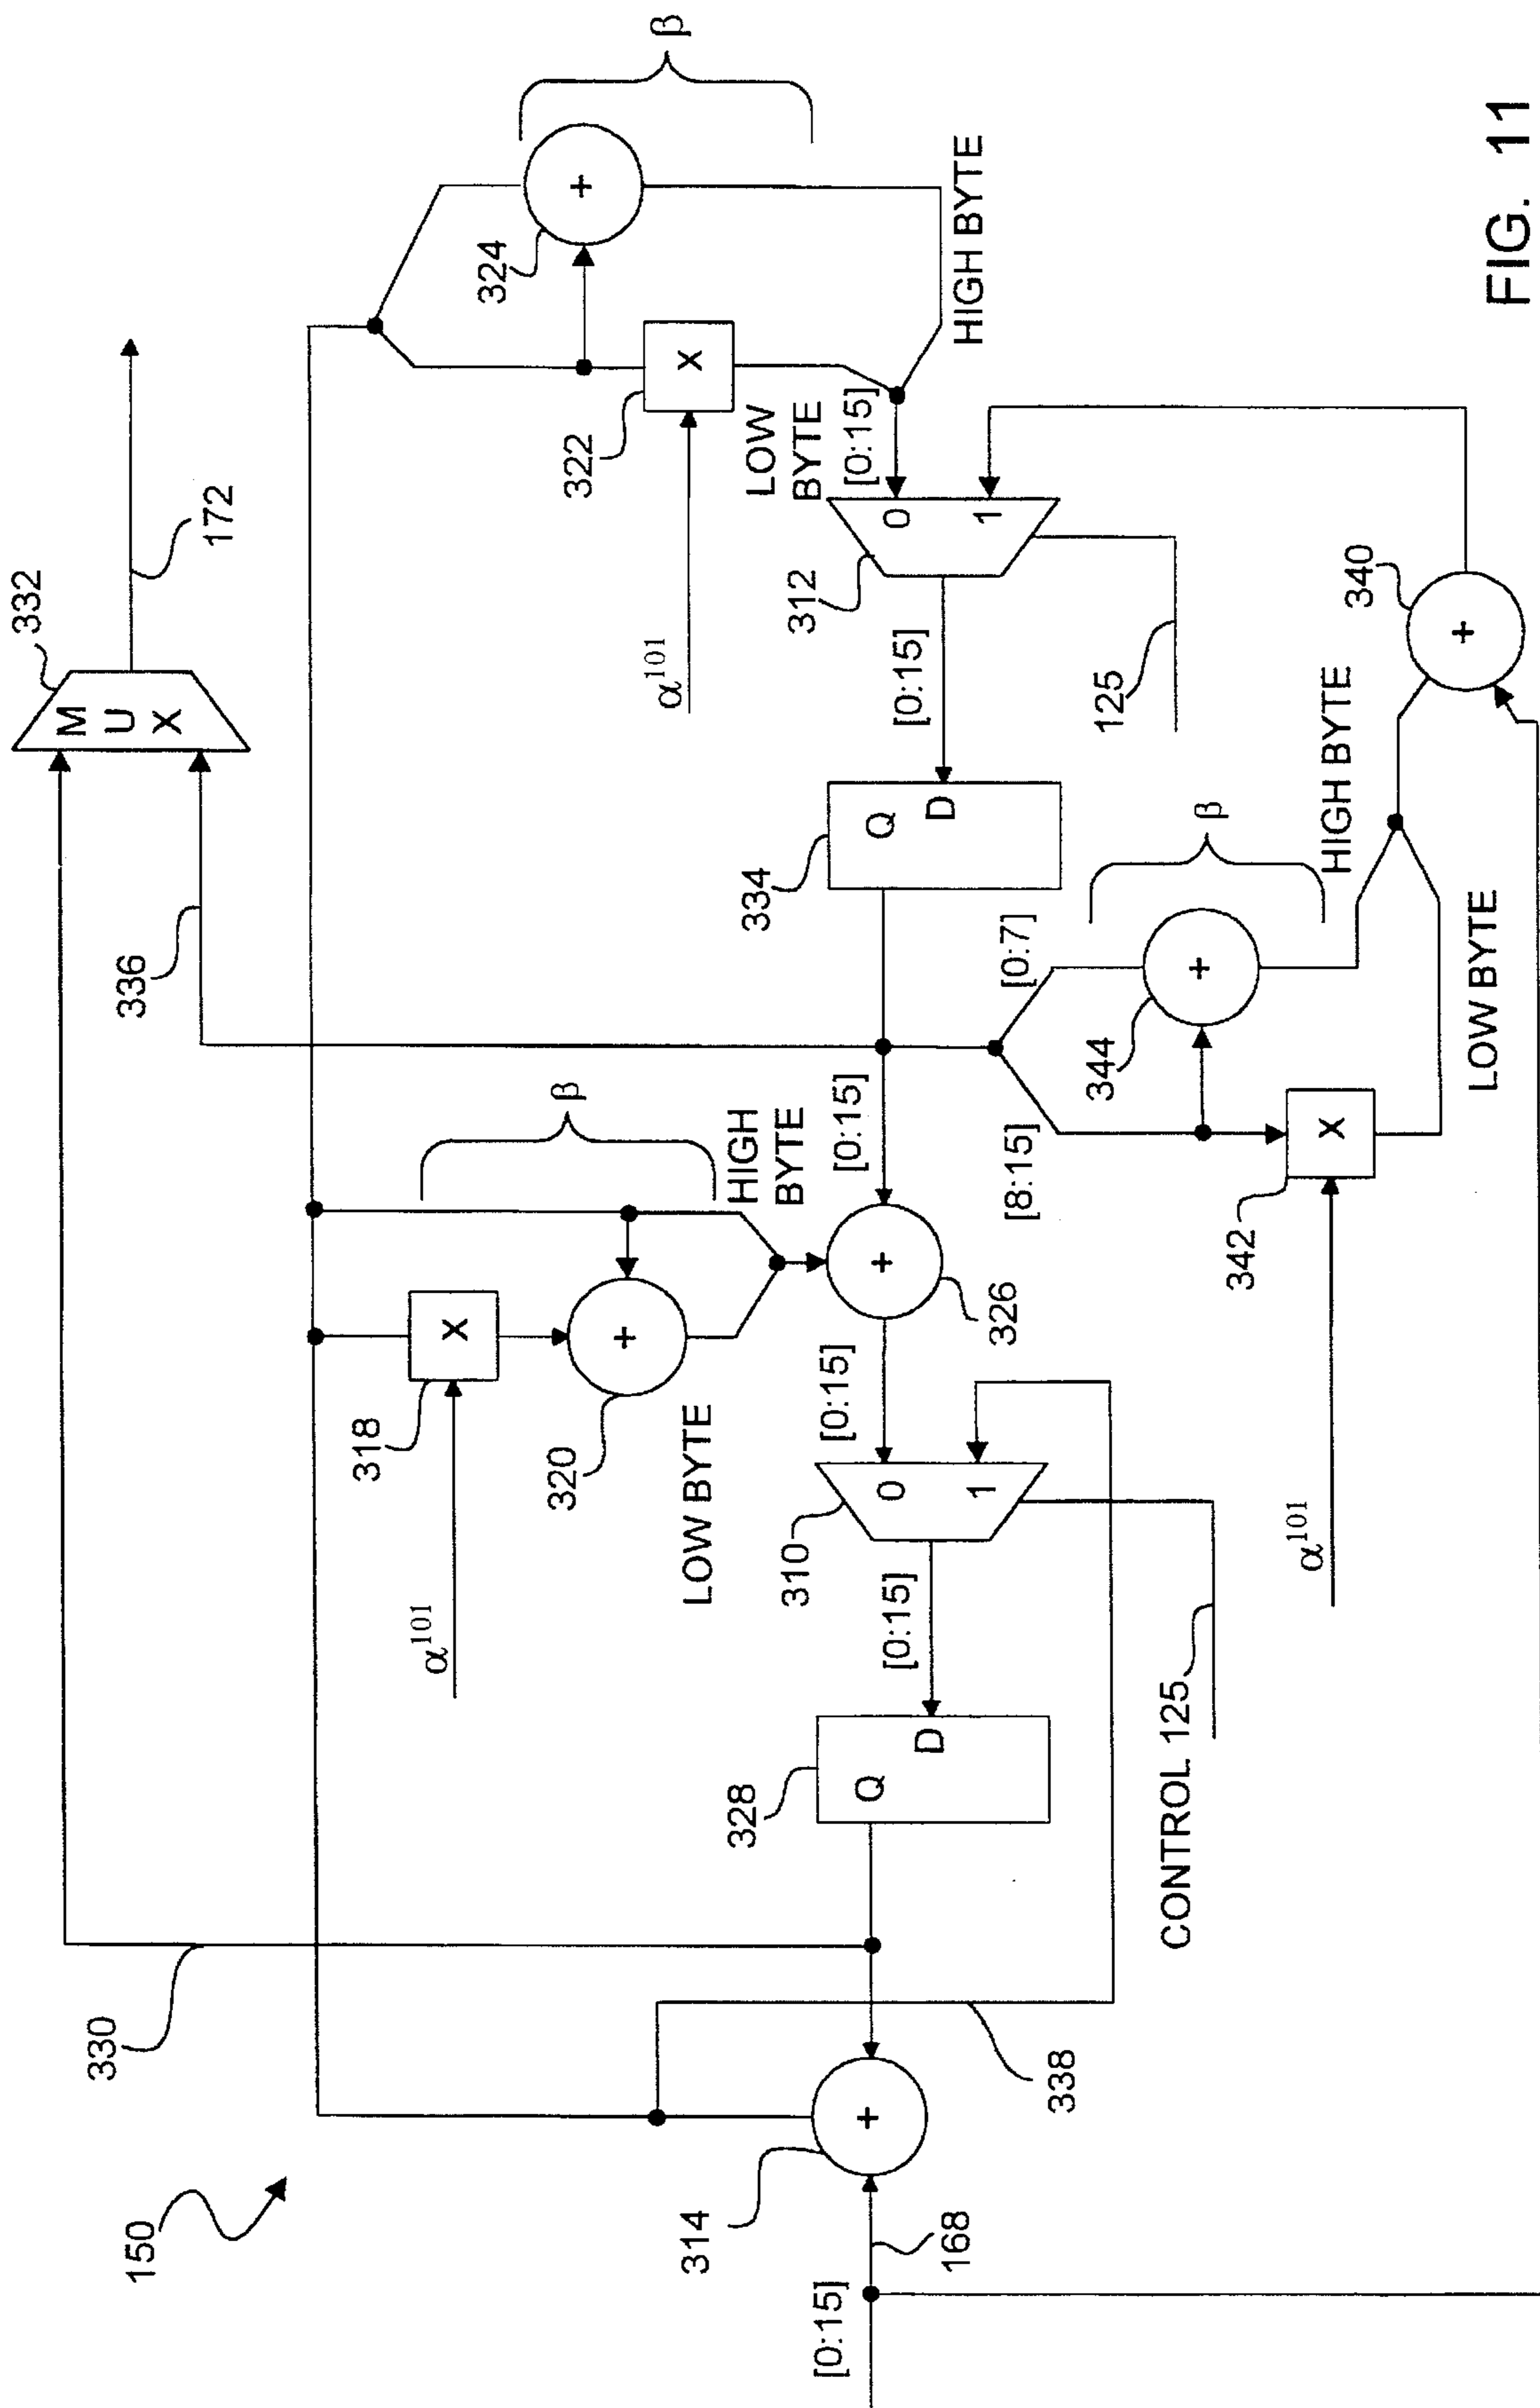 150
330
336
332
M
U
X
172
β
324
+
HIGH BYTE
322
X
LOW
BYTE
[0:15]
α¹⁰¹
0
1
312
125
[0:15]
334
Q
D
β
HIGH
BYTE
[0:15]
318
X
α¹⁰¹
320
+
LOW BYTE
+
326
[0:15]
310
0
1
[0:15]
328
Q
D
CONTROL 125
314
+
338
168
[0:15]
[0:7]
[8:15]
344
+
β
HIGH BYTE
342
X
α¹⁰¹
LOW BYTE
340
+
FIG. 11